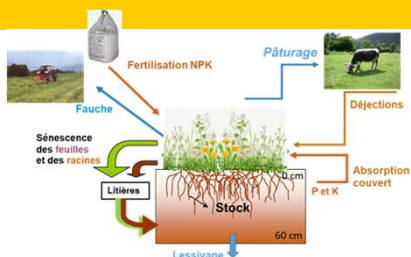 Fertilisation NPK
Pâturage
Fauche
Déjections
Sénescence
des feuilles
et des racines
Litières
0 cm
Stock
P et K
Absorption
couvert
60 cm
Lessivage